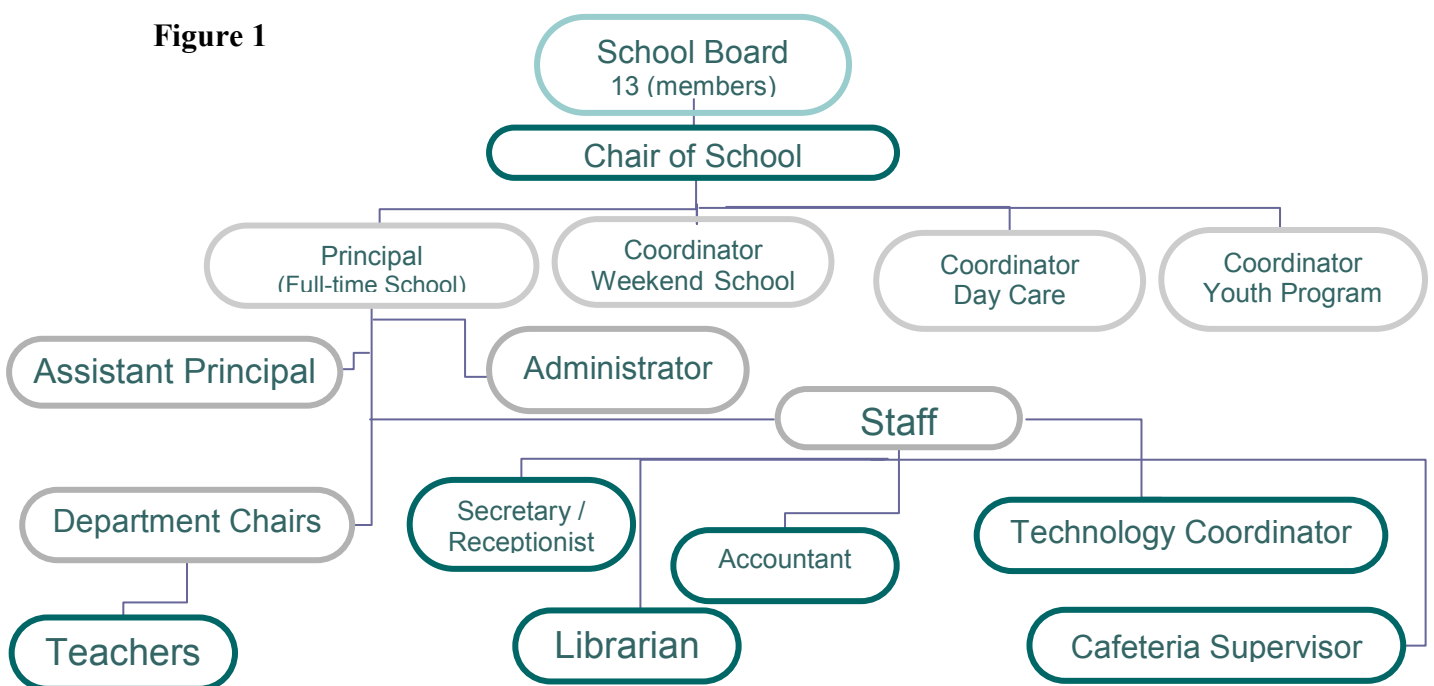 Figure 1
School Board
13 (members)
Chair of School
Principal
(Full-time School)
Coordinator
Weekend School
Coordinator
Day Care
Coordinator
Youth Program
Assistant Principal
Administrator
Staff
Department Chairs
Secretary /
Receptionist
Accountant
Technology Coordinator
Teachers
Librarian
Cafeteria Supervisor